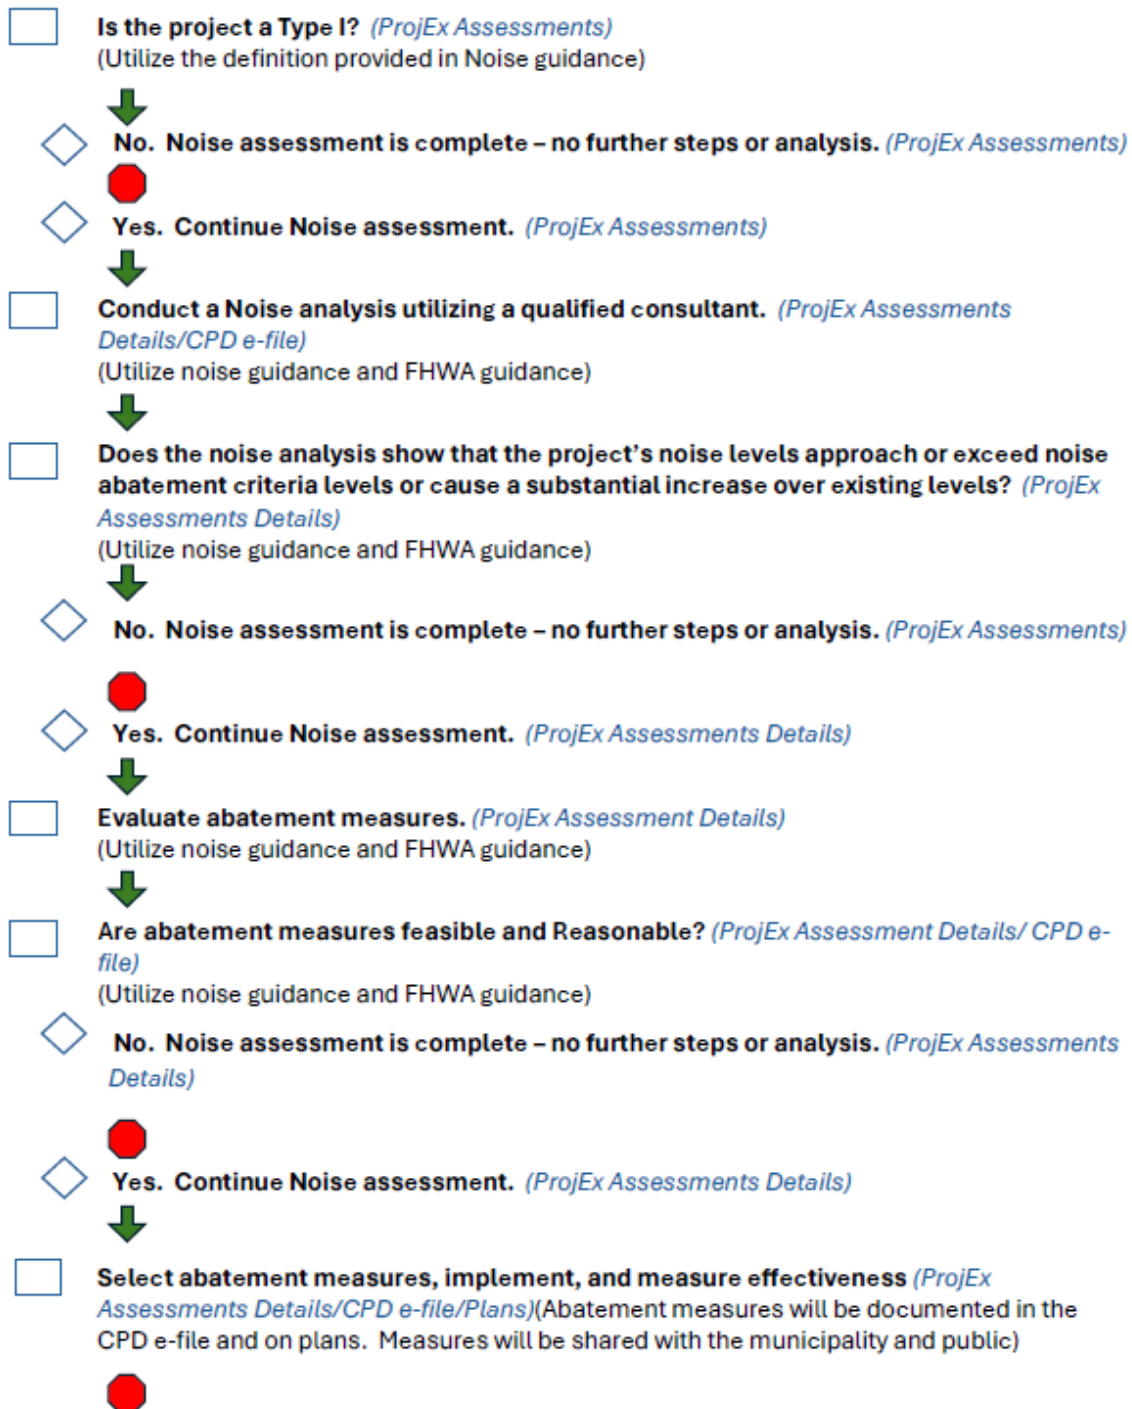 Is the project a Type I? (ProjEx Assessments)
(Utilize the definition provided in Noise guidance)
No. Noise assessment is complete – no further steps or analysis. (ProjEx Assessments)
Yes. Continue Noise assessment. (ProjEx Assessments)
Conduct a Noise analysis utilizing a qualified consultant. (ProjEx Assessments
Details/CPD e-file)
(Utilize noise guidance and FHWA guidance)
Does the noise analysis show that the project’s noise levels approach or exceed noise
abatement criteria levels or cause a substantial increase over existing levels? (ProjEx
Assessments Details)
(Utilize noise guidance and FHWA guidance)
No. Noise assessment is complete – no further steps or analysis. (ProjEx Assessments)
Yes. Continue Noise assessment. (ProjEx Assessments Details)
Evaluate abatement measures. (ProjEx Assessment Details)
(Utilize noise guidance and FHWA guidance)
Are abatement measures feasible and Reasonable? (ProjEx Assessment Details/ CPD e-
file)
(Utilize noise guidance and FHWA guidance)
No. Noise assessment is complete – no further steps or analysis. (ProjEx Assessments
Details)
Yes. Continue Noise assessment. (ProjEx Assessments Details)
Select abatement measures, implement, and measure effectiveness (ProjEx
Assessments Details/CPD e-file/Plans)(Abatement measures will be documented in the
CPD e-file and on plans. Measures will be shared with the municipality and public)